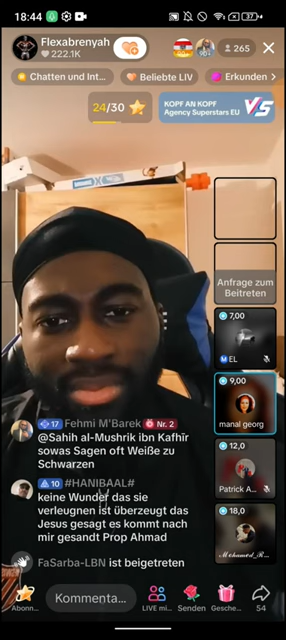 18:44
37
Flexabrenyah
222.1K
265
Chatten und Int...
Beliebte LIV
Erkunden >
24/30
KOPF AN KOPF
Agency Superstars EU
VS
Anfrage zum
Beitreten
7,00
M EL
9,00
manal georg
12,0
Patrick A...
18,0
Mohamed_R...
17 Fehmi M'Barek Nr. 2
@Sahih al-Mushrik ibn Kafhīr
sowas Sagen oft Weiße zu
Schwarzen
10 #HANIBAAL#
keine Wunder das sie
verleugnen ist überzeugt das
Jesus gesagt es kommt nach
mir gesandt Prop Ahmad
FaSarba-LBN ist beigetreten
Abonn...
Kommenta...
LIVE mi...
Senden
Gesche...
54